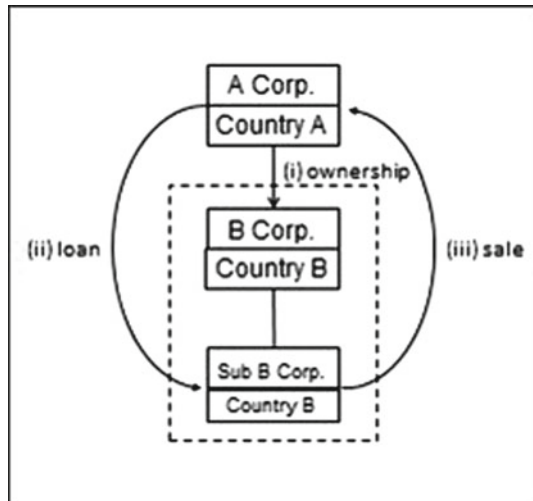 A Corp.
Country A
(i) ownership
B Corp.
Country B
(ii) loan
(iii) sale
Sub B Corp.
Country B